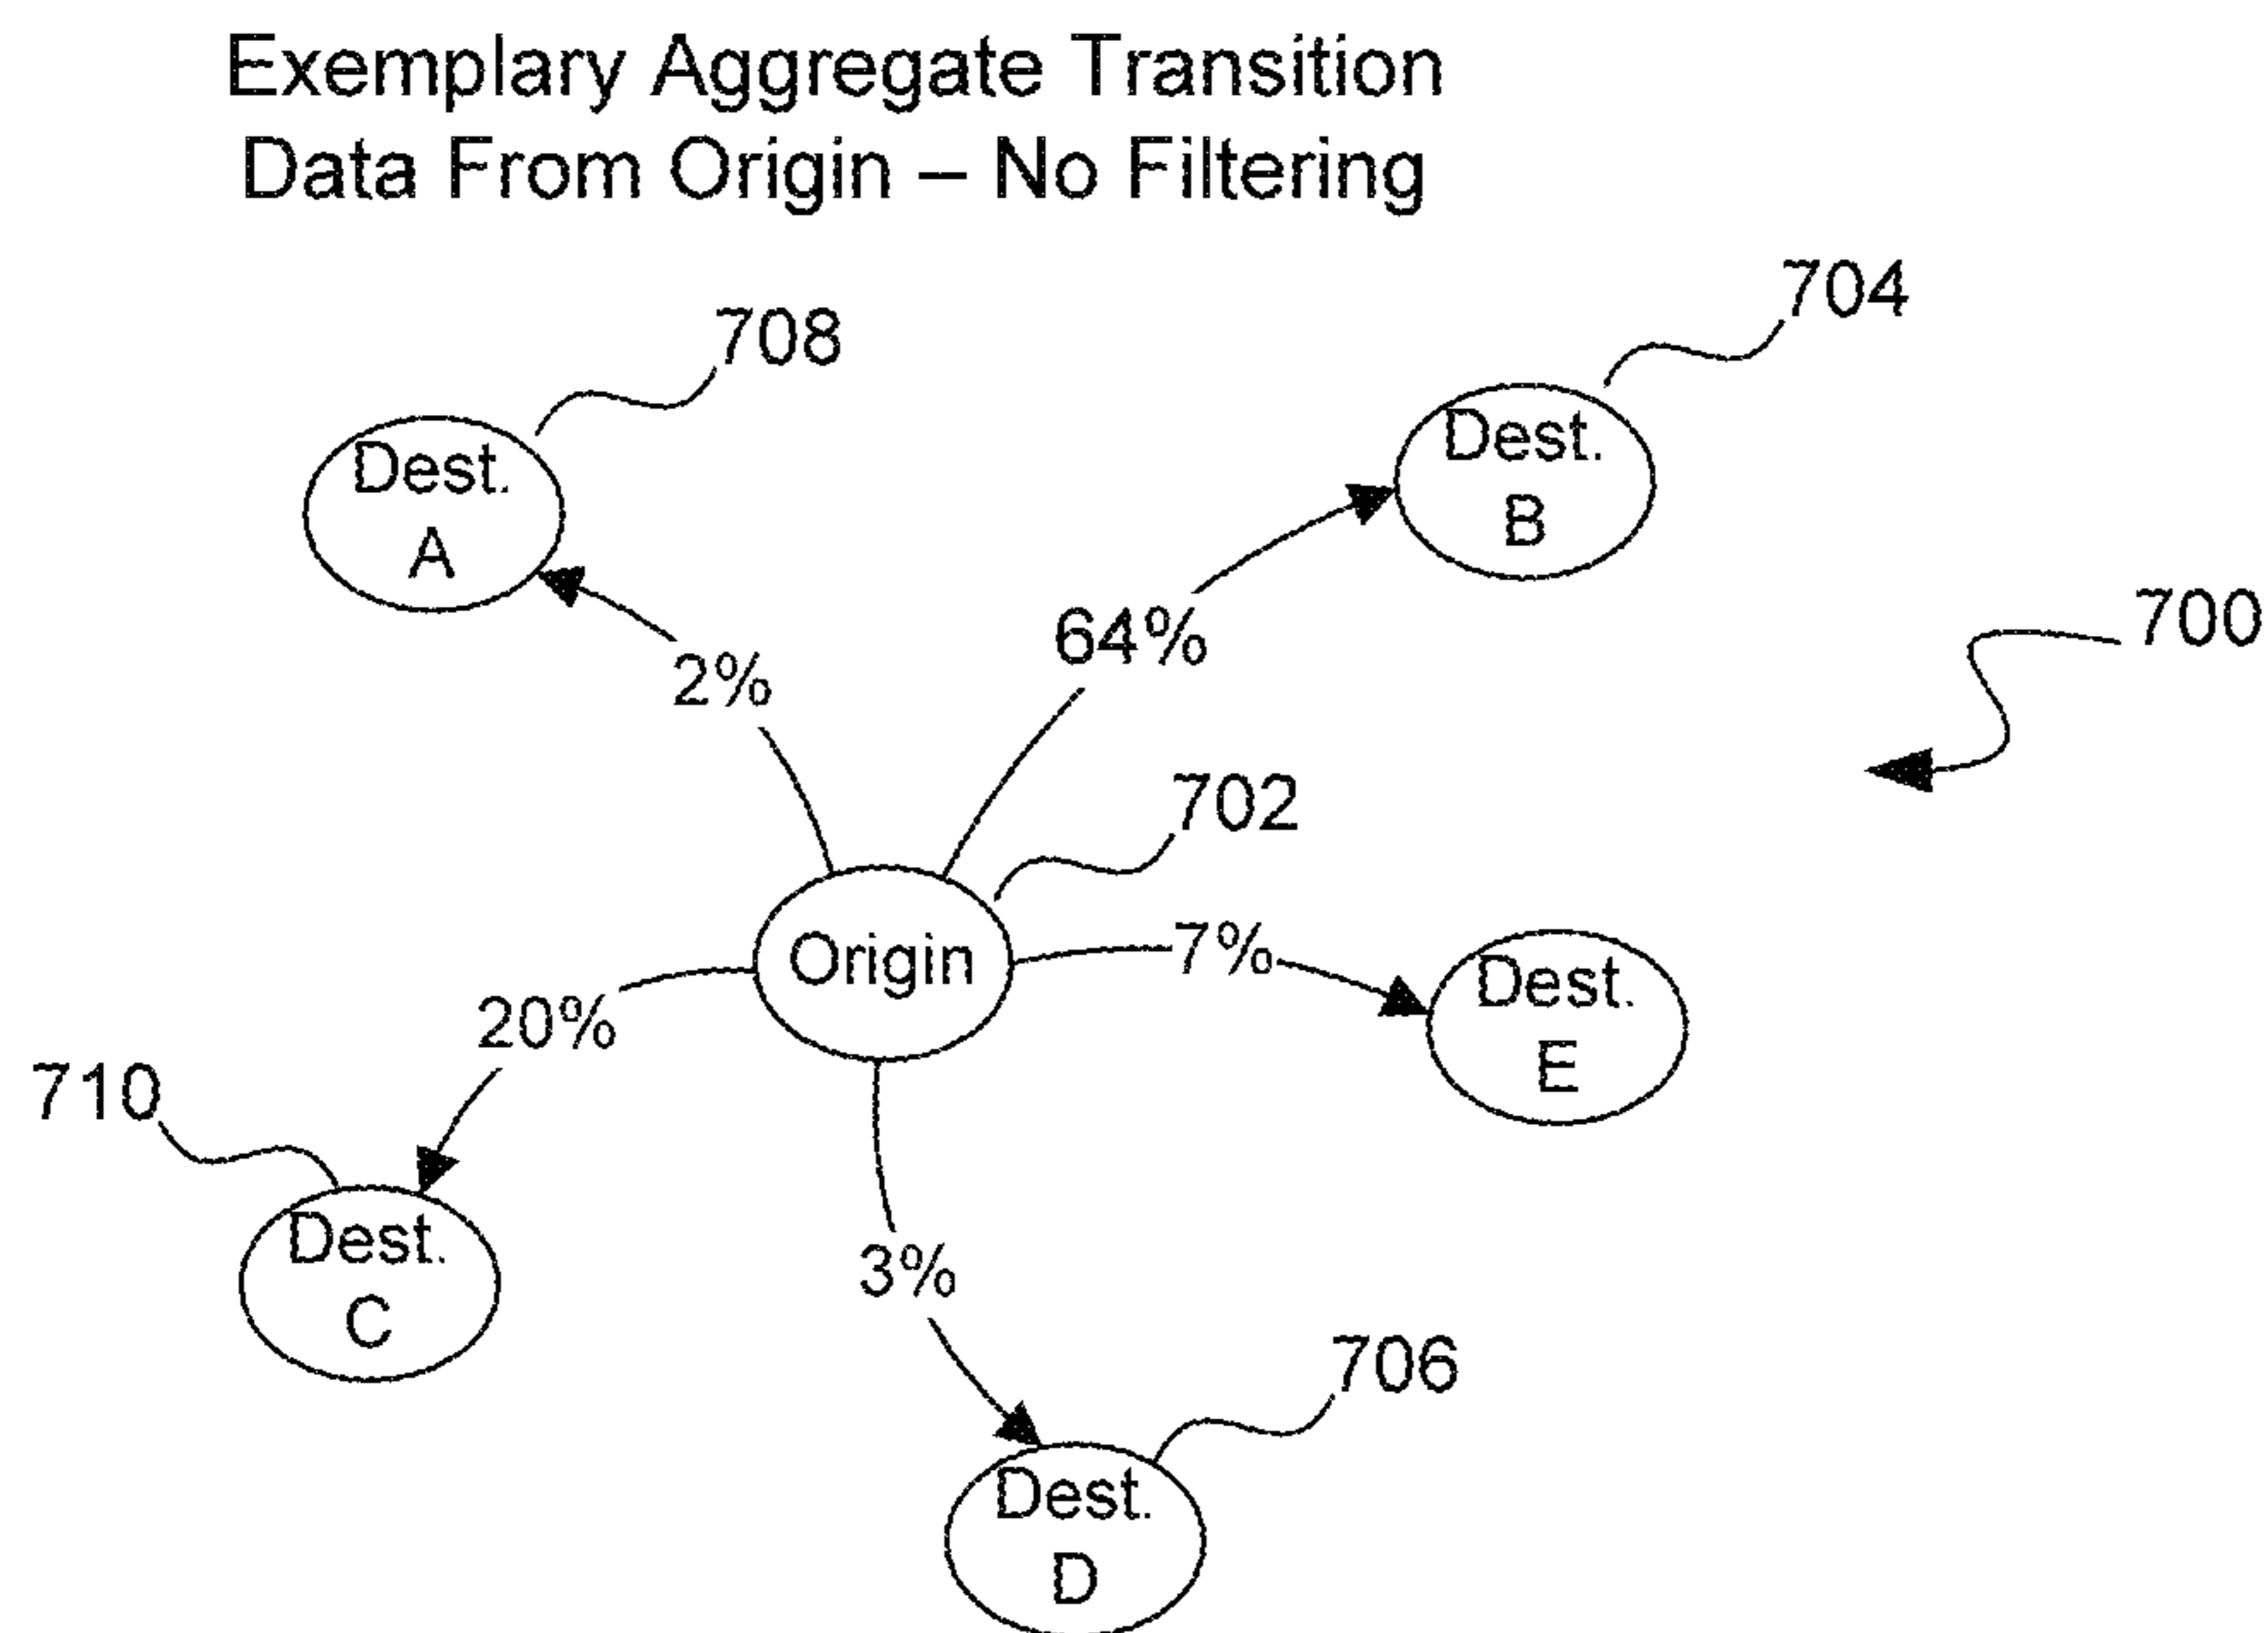 Exemplary Aggregate Transition
Data From Origin – No Filtering
704
708
Dest.
B
Dest.
A
700
64%
2%
702
7%
Origin
Dest.
E
20%
710
Dest.
C
3%
706
Dest.
D